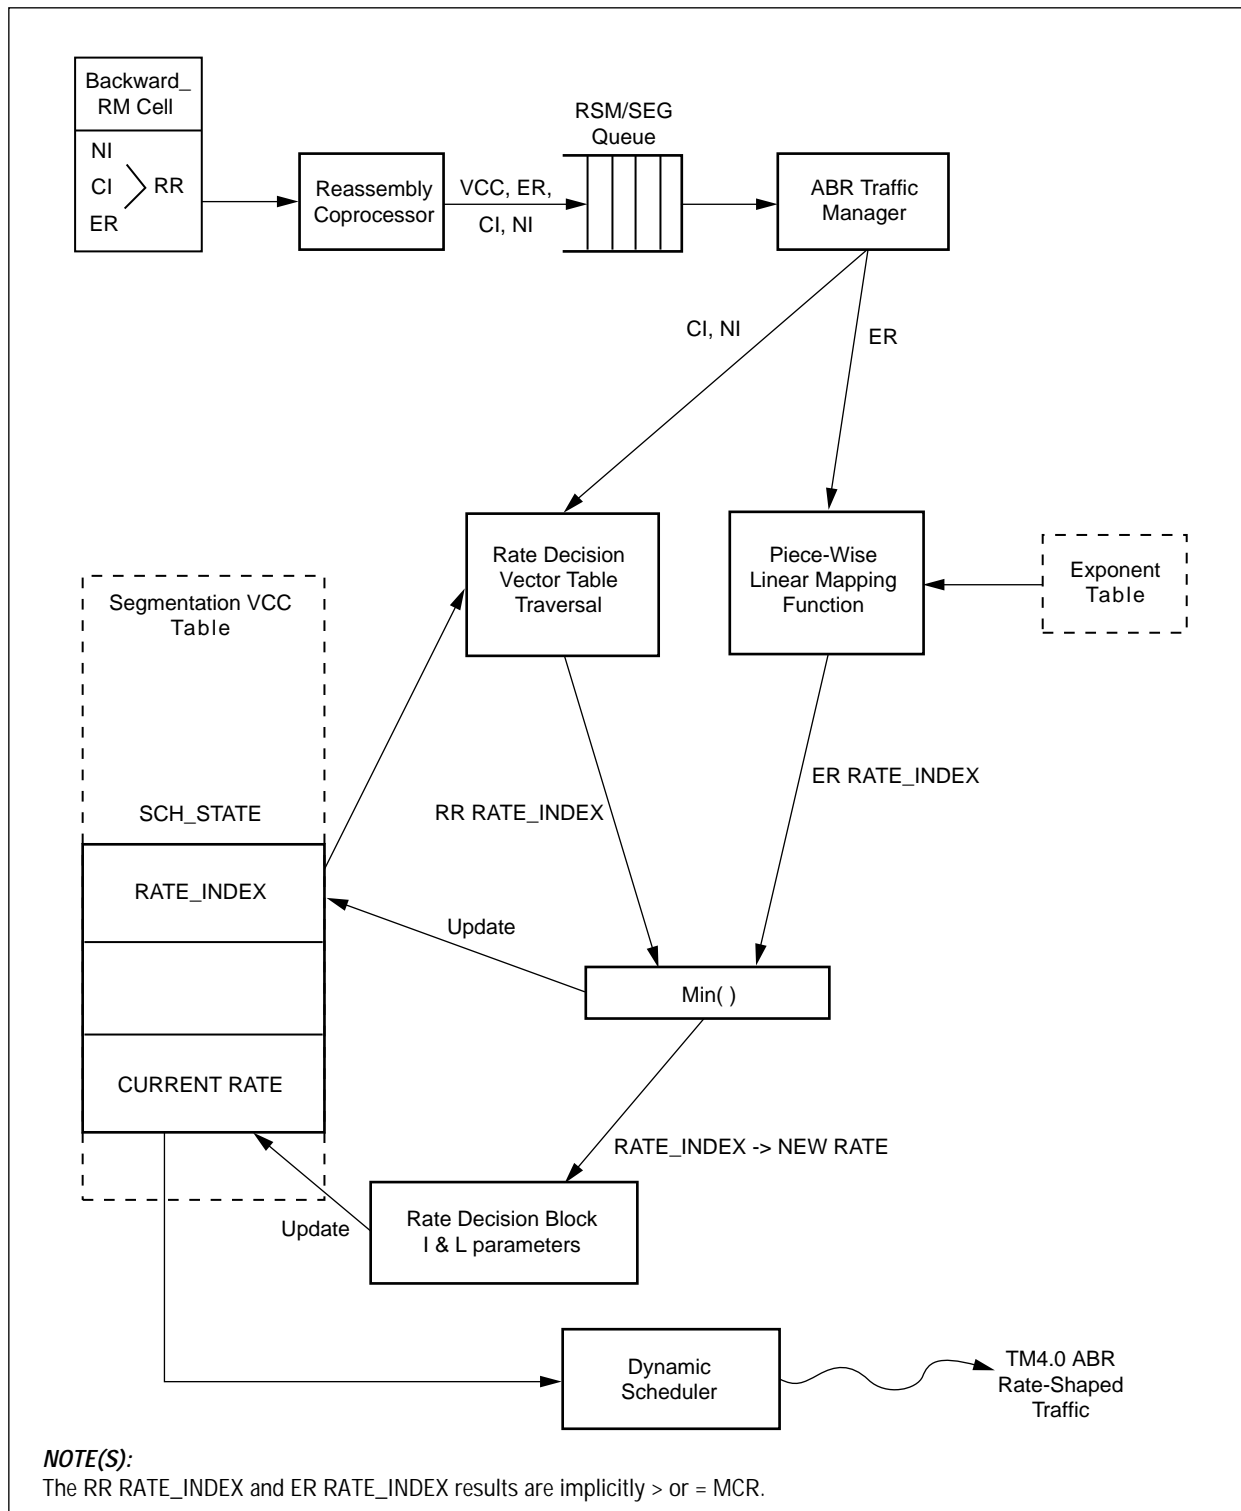 Backward_
RM Cell
NI
CI
RR
ER
Reassembly
Coprocessor
VCC, ER,
CI, NI
RSM/SEG
Queue
ABR Traffic
Manager
CI, NI
ER
Rate Decision
Vector Table
Traversal
Piece-Wise
Linear Mapping
Function
Exponent
Table
Segmentation VCC
Table
SCH_STATE
RATE_INDEX
CURRENT RATE
RR RATE_INDEX
ER RATE_INDEX
Update
Min( )
RATE_INDEX -> NEW RATE
Update
Rate Decision Block
I & L parameters
Dynamic
Scheduler
TM4.0 ABR
Rate-Shaped
Traffic
NOTE(S):
The RR RATE_INDEX and ER RATE_INDEX results are implicitly > or = MCR.